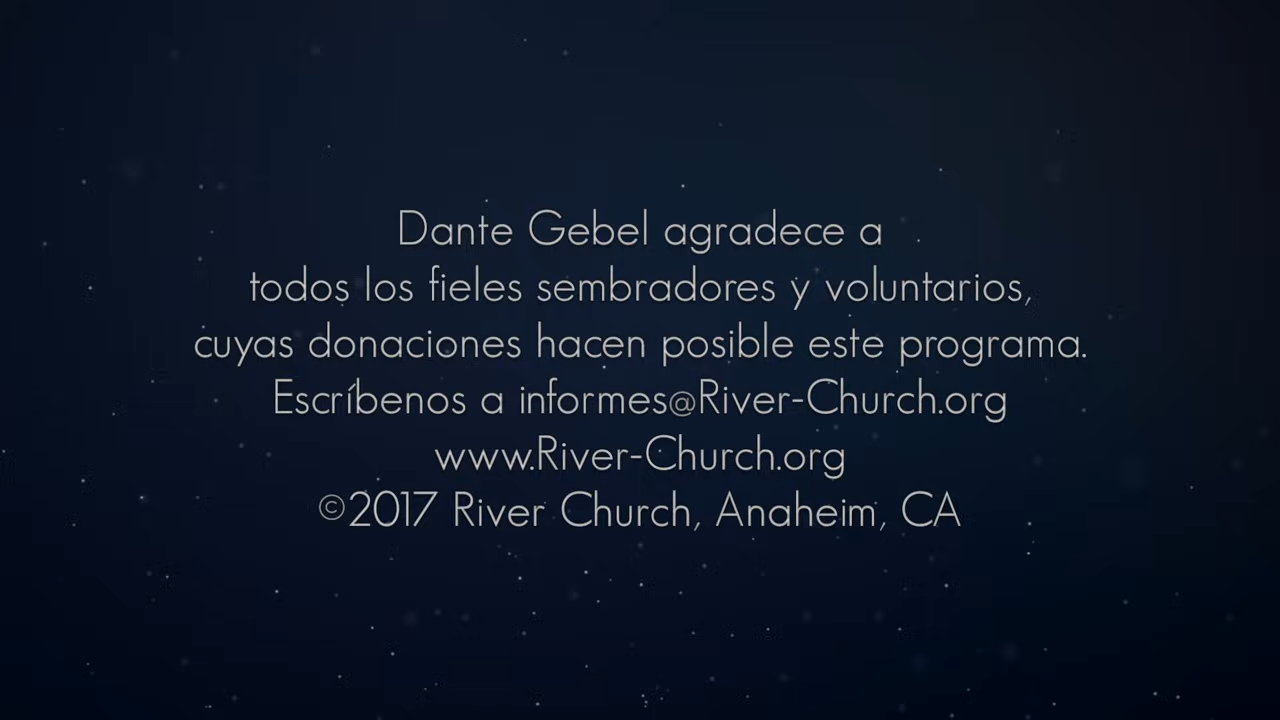 Dante Gebel agradece a
todos los fieles sembradores y voluntarios,
cuyas donaciones hacen posible este programa.
Escríbenos a informes@River-Church.org
www.River-Church.org
©2017 River Church, Anaheim, CA